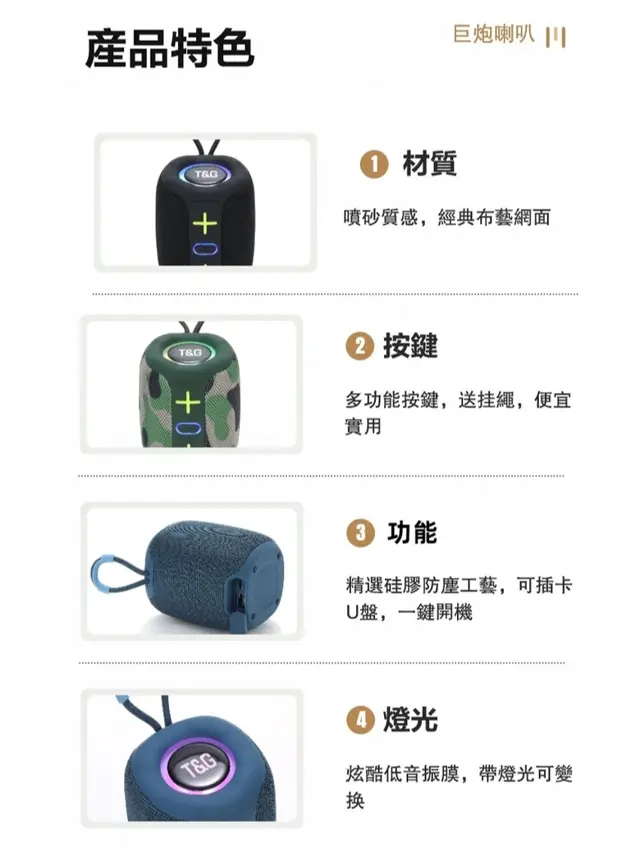 產品特色
巨炮喇叭
T&G
1 材質
噴砂質感，經典布藝網面
T&G
2 按鍵
多功能按鍵，送挂繩，便宜
實用
3 功能
精選硅膠防塵工藝，可插卡
U盤，一鍵開機
T&G
4 燈光
炫酷低音振膜，帶燈光可變
换